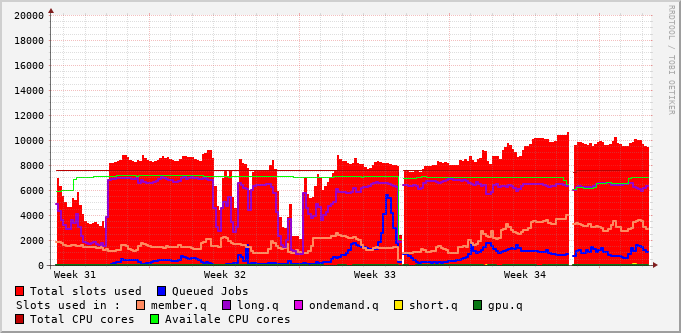 20000
18000
16000
14000
12000
10000
8000
6000
4000
2000
0
Week 31 Week 32 Week 33 Week 34
Total slots used Queued Jobs
Slots used in : member.q long.q ondemand.q short.q gpu.q
Total CPU cores Availale CPU cores
RRDTOOL / TOBI OETIKER